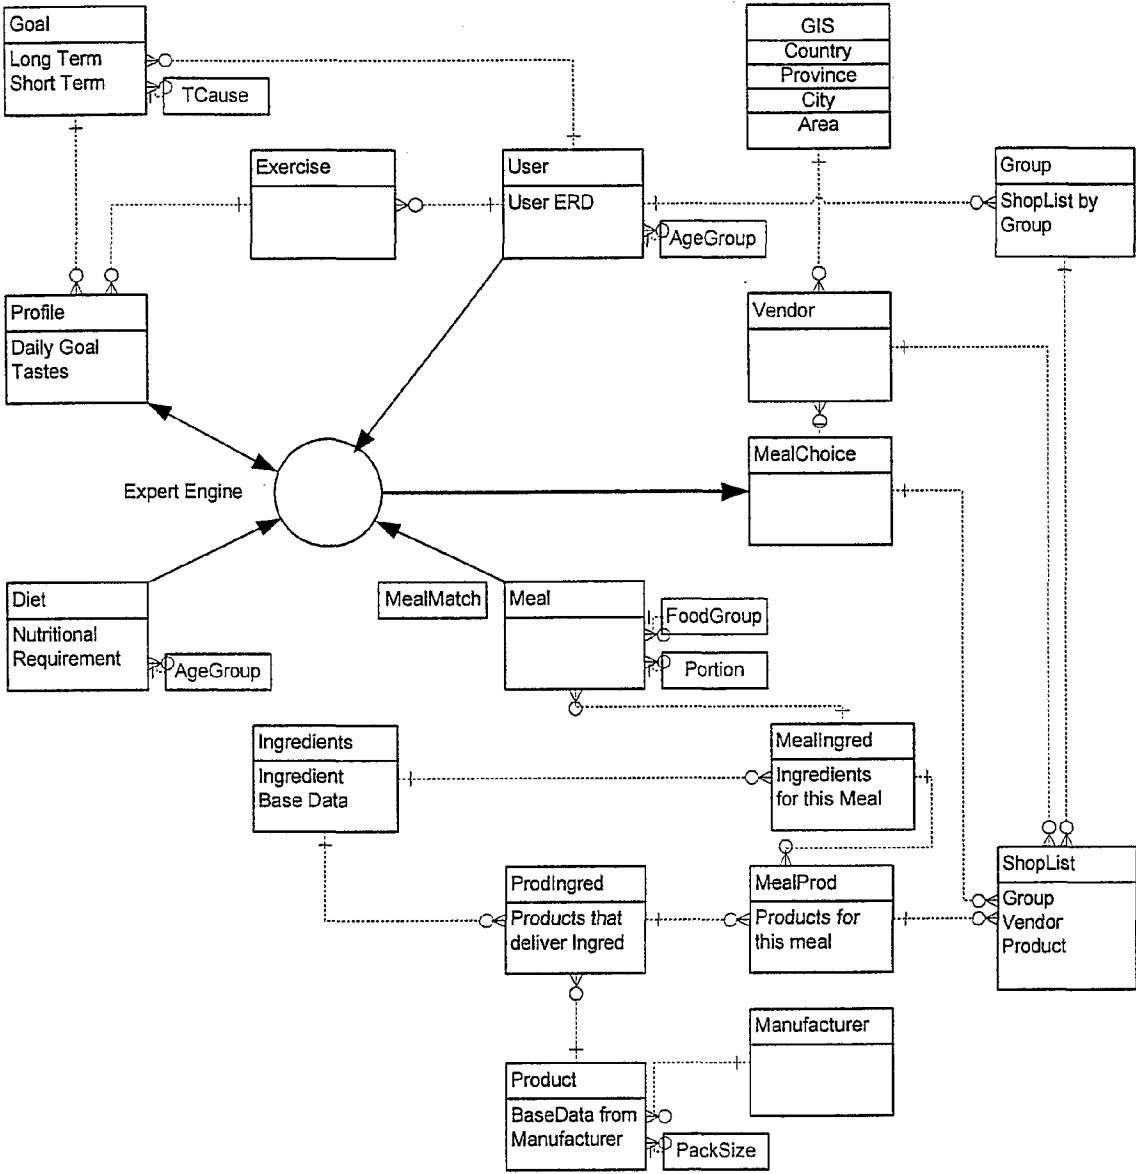 Goal
Long Term
Short Term
TCause
GIS
Country
Province
City
Area
Exercise
User
User ERD
AgeGroup
Group
ShopList by
Group
Profile
Daily Goal
Tastes
Vendor
MealChoice
Expert Engine
Diet
Nutritional
Requirement
AgeGroup
MealMatch
Meal
FoodGroup
Portion
Ingredients
Ingredient
Base Data
MealIngred
Ingredients
for this Meal
ProdIngred
Products that
deliver Ingred
MealProd
Products for
this meal
ShopList
Group
Vendor
Product
Manufacturer
Product
BaseData from
Manufacturer
PackSize